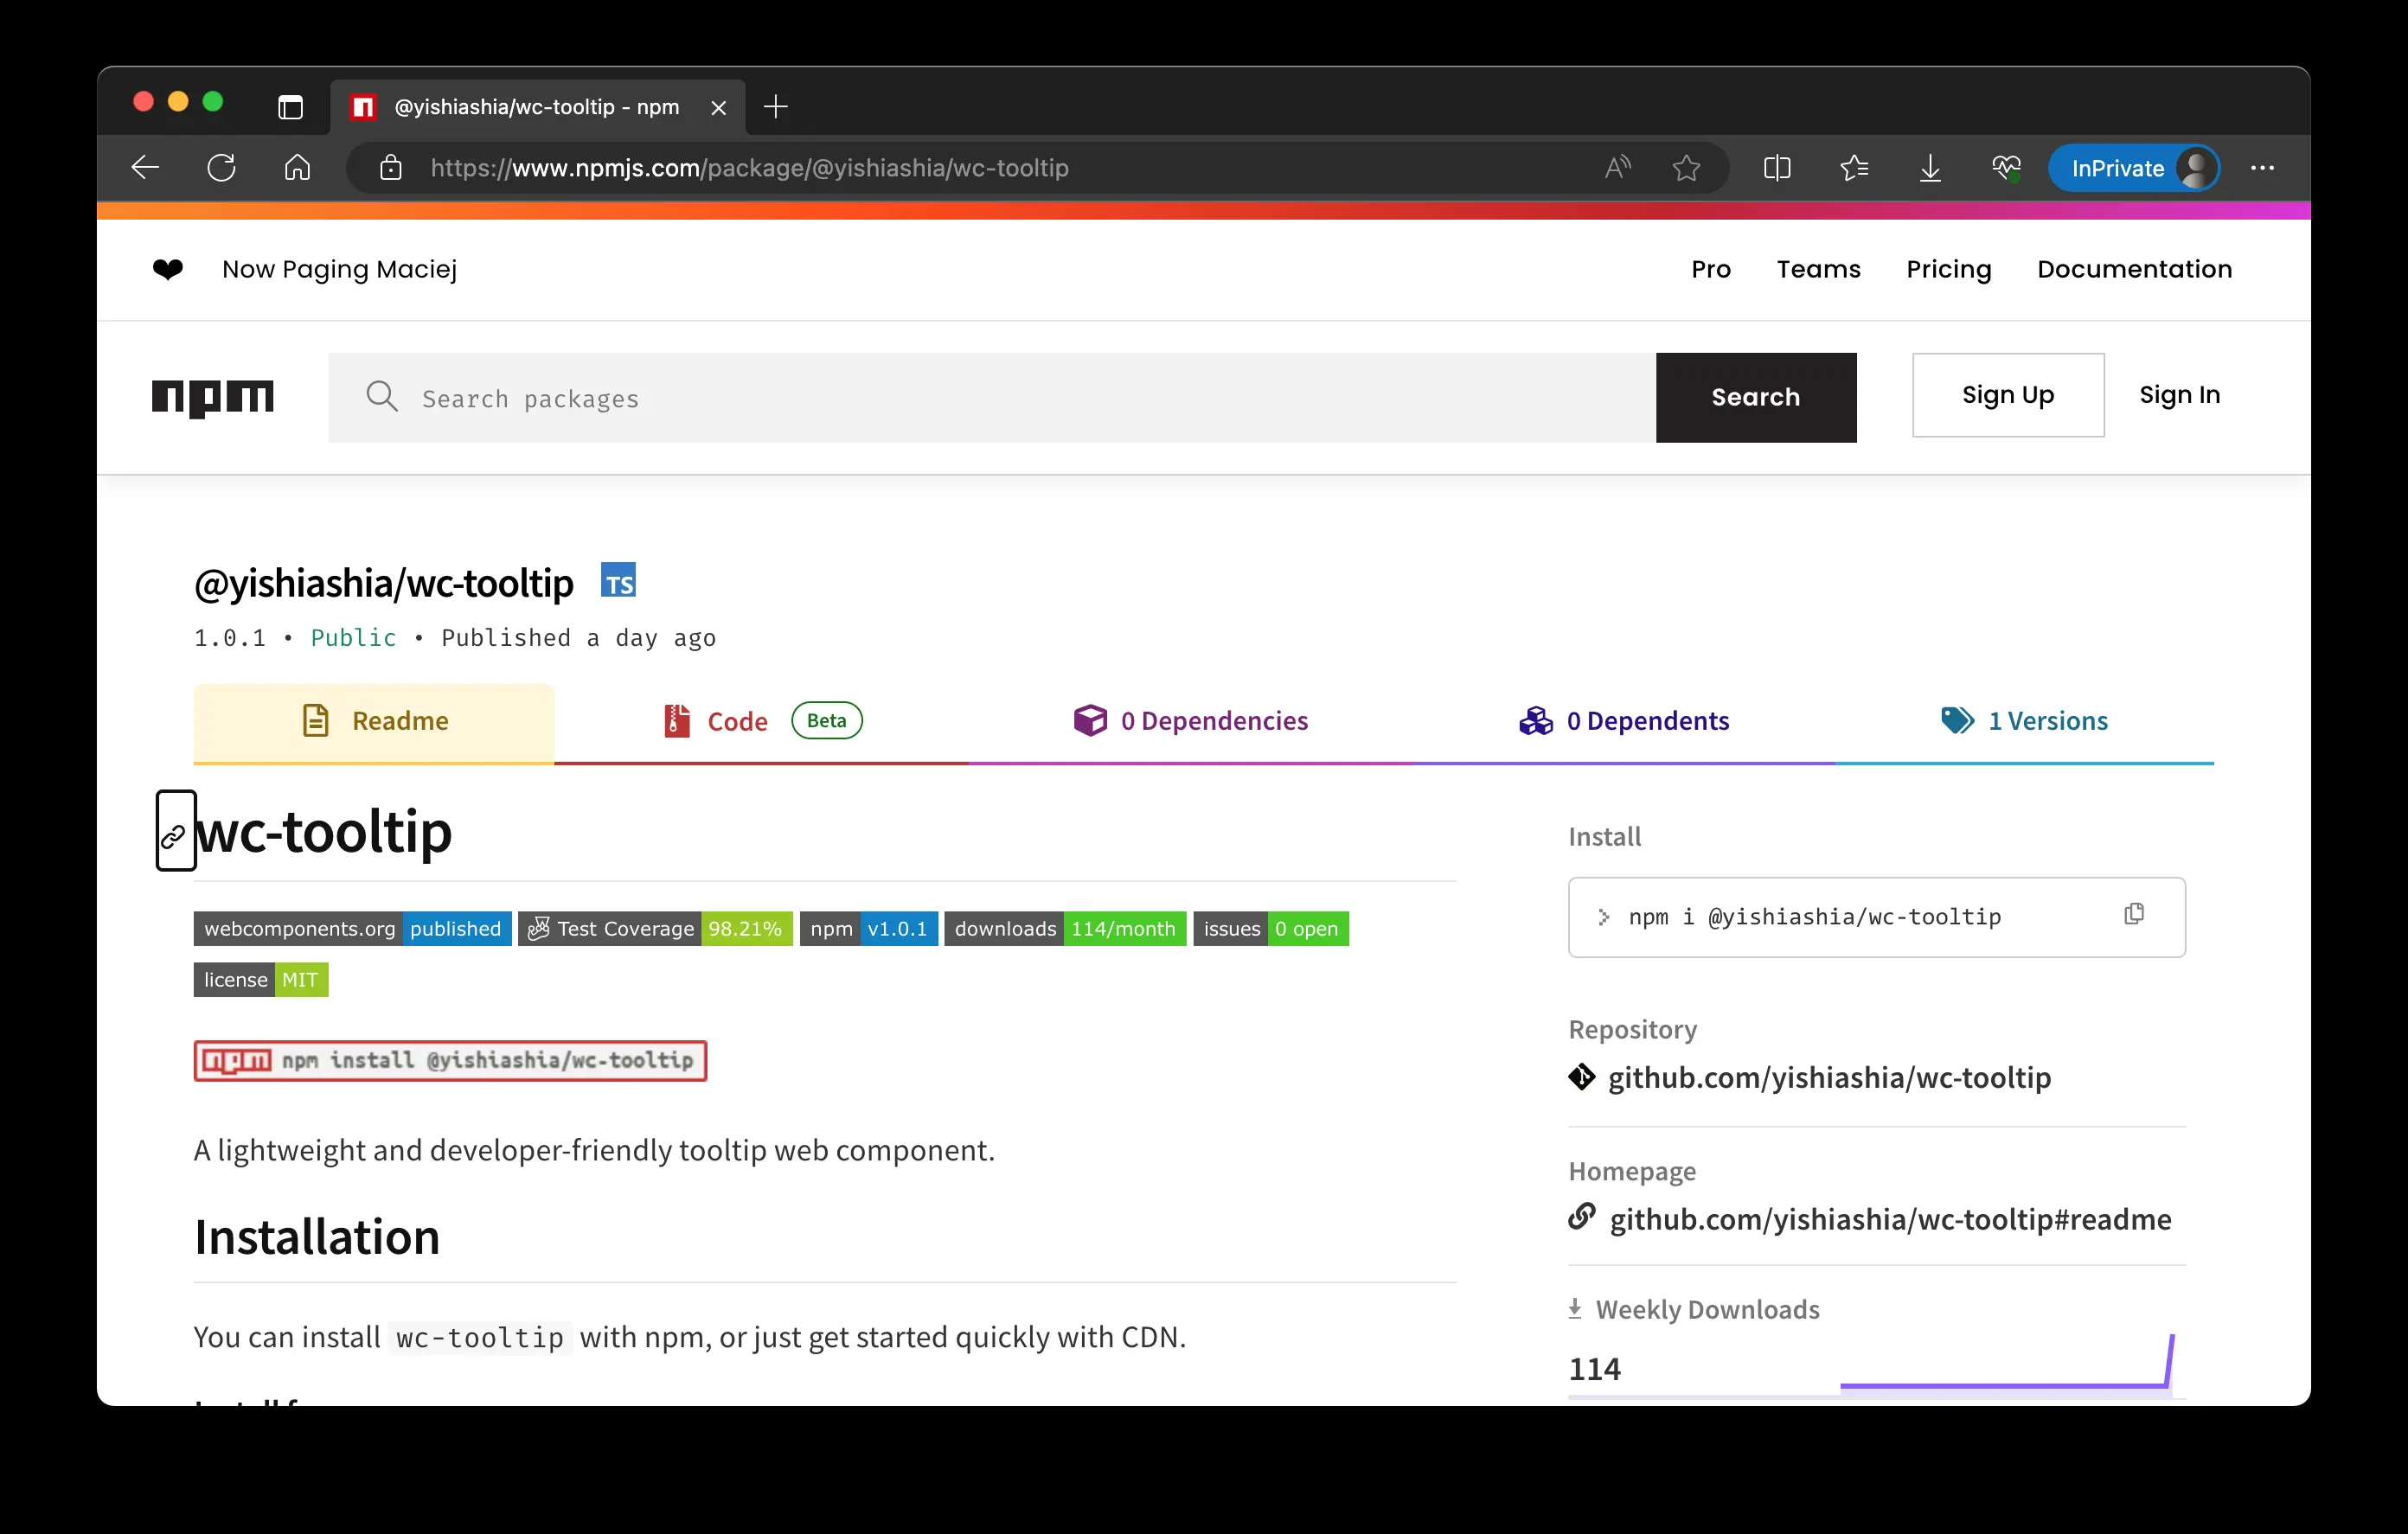 @yishiashia/wc-tooltip - npm
https://www.npmjs.com/package/@yishiashia/wc-tooltip
InPrivate
Now Paging Maciej
Pro Teams Pricing Documentation
npm
Search packages
Search
Sign Up
Sign In
@yishiashia/wc-tooltip TS
1.0.1 • Public • Published a day ago
Readme
Code Beta
0 Dependencies
0 Dependents
1 Versions
wc-tooltip
webcomponents.org published Test Coverage 98.21% npm v1.0.1 downloads 114/month issues 0 open
license MIT
npm npm install @yishiashia/wc-tooltip
A lightweight and developer-friendly tooltip web component.
Installation
You can install wc-tooltip with npm, or just get started quickly with CDN.
Install
> npm i @yishiashia/wc-tooltip
Repository
github.com/yishiashia/wc-tooltip
Homepage
github.com/yishiashia/wc-tooltip#readme
Weekly Downloads
114